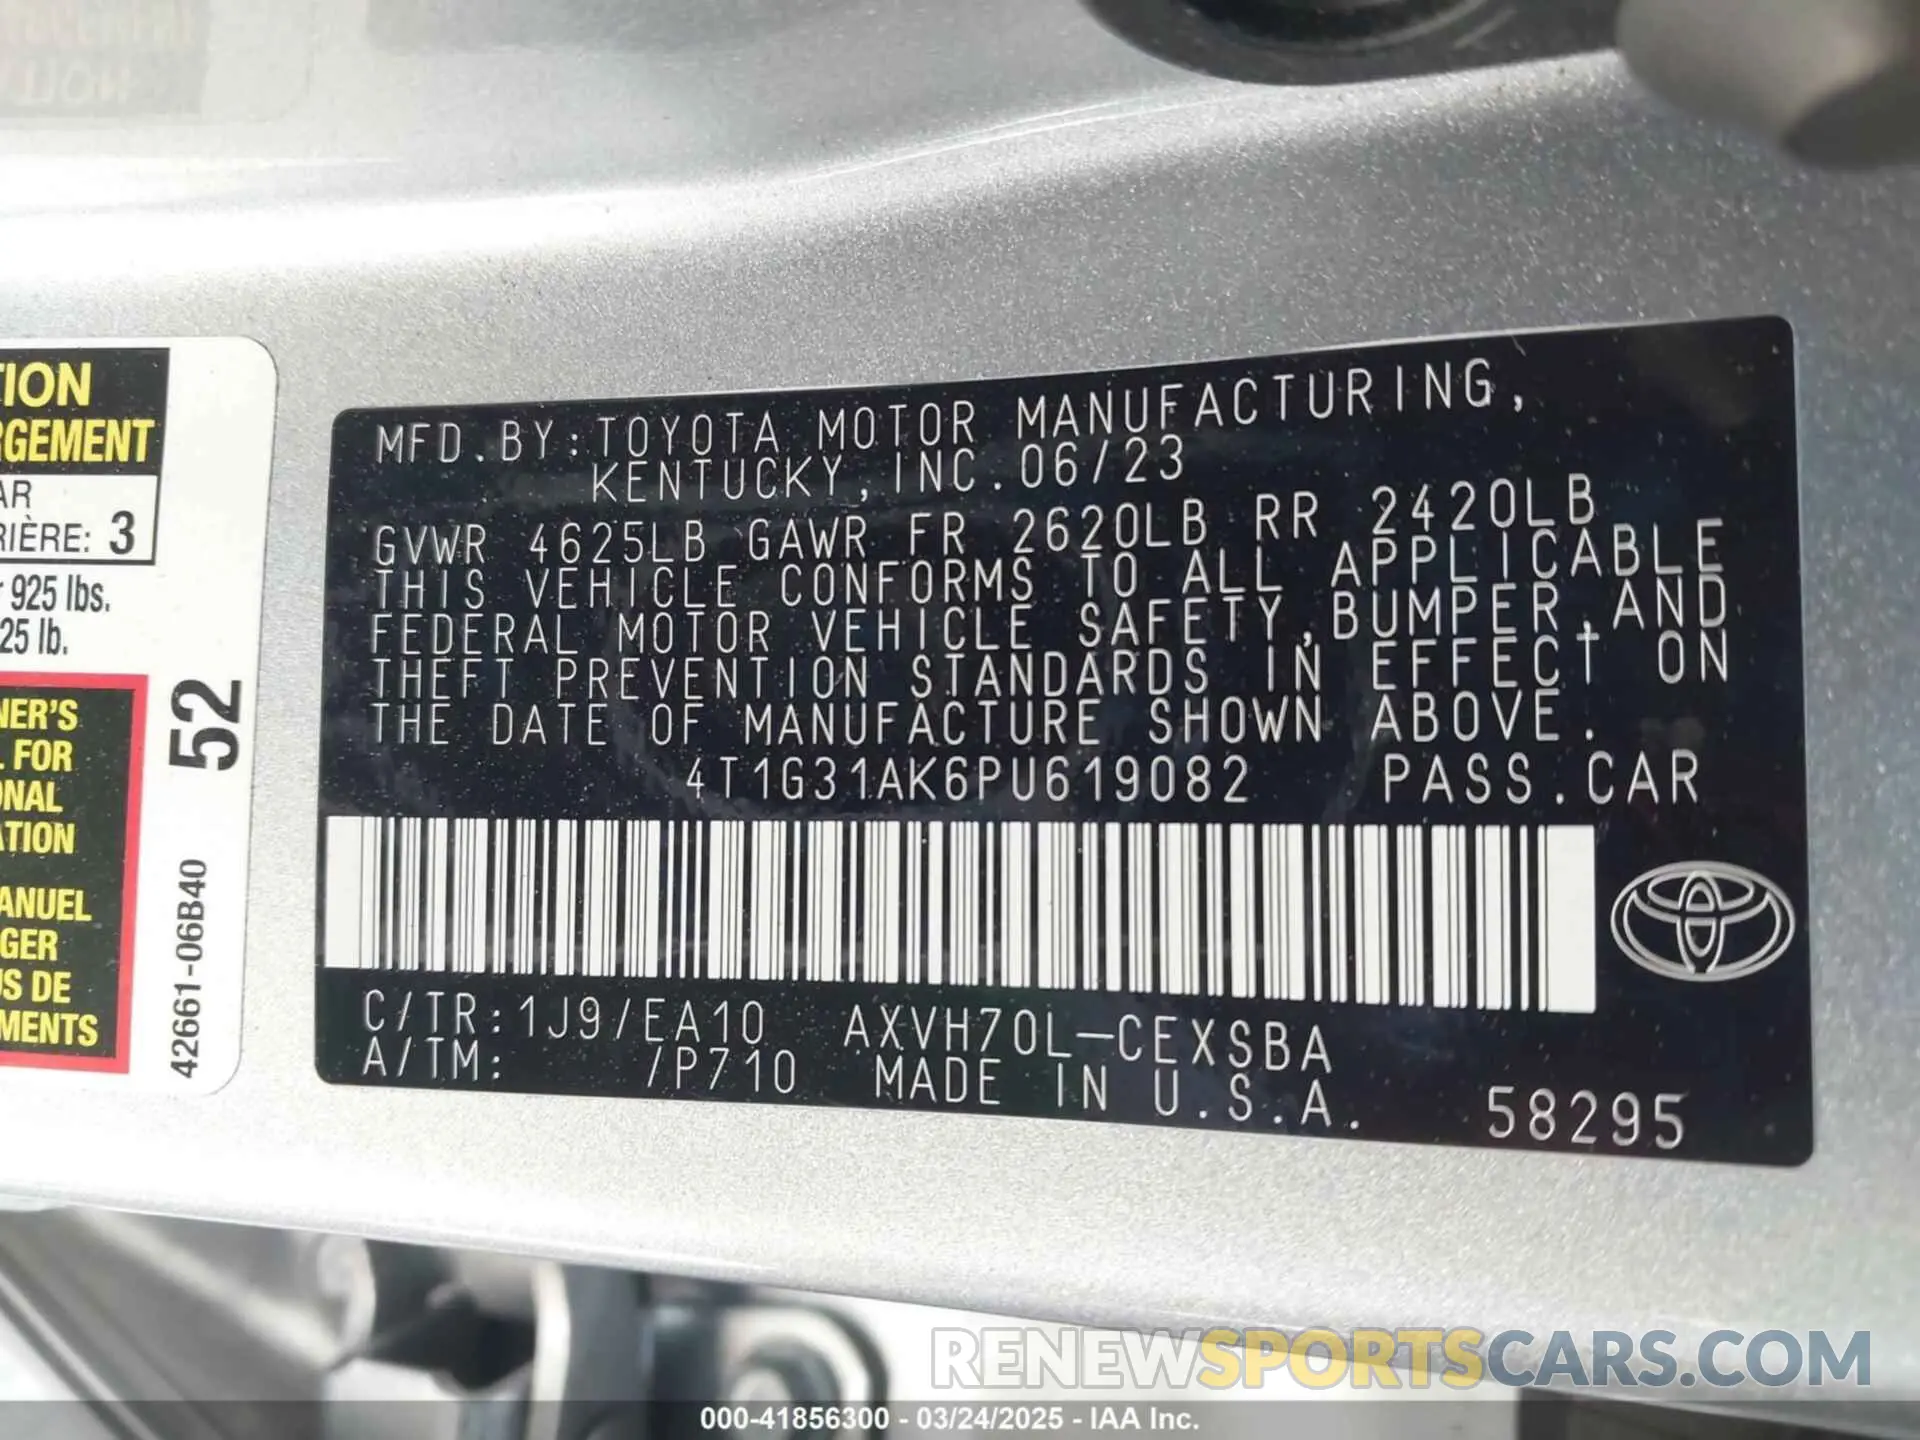 TION
RGEMENT
AR
RIÈRE: 3
925 lbs.
25 lb.
NER'S
L FOR
ONAL
ATION
ANUEL
GER
US DE
MENTS
52
42661-06B40
MFD.BY:TOYOTA MOTOR MANUFACTURING,
KENTUCKY,INC.06/23
GVWR 4625LB GAWR FR 2620LB RR 2420LB
THIS VEHICLE CONFORMS TO ALL APPLICABLE
FEDERAL MOTOR VEHICLE SAFETY,BUMPER,AND
THEFT PREVENTION STANDARDS IN EFFECT ON
THE DATE OF MANUFACTURE SHOWN ABOVE.
4T1G31AK6PU619082 PASS.CAR
C/TR:1J9/EA10 AXVH70L-CEXSBA
A/TM: /P710 MADE IN U.S.A. 58295
RENEWSPORTSCARS.COM
000-41856300 - 03/24/2025 - IAA Inc.